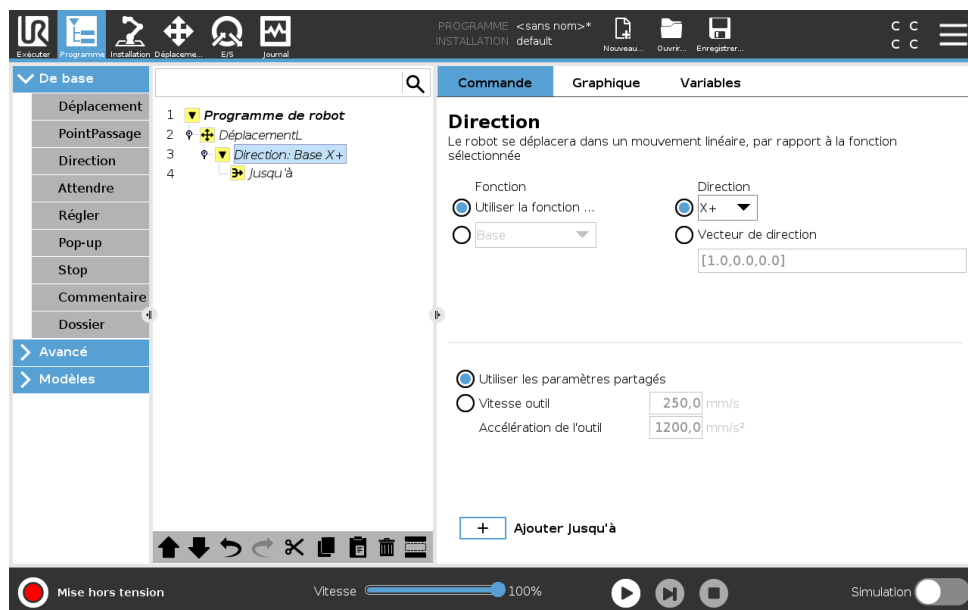 UR
PROGRAMME <sans nom>*
INSTALLATION default
Exécuter Programme Installation Déplaceme... E/S Journal
Nouveau... Ouvrir... Enregistrer...
C C
C C
De base
Déplacement
PointPassage
Direction
Attendre
Régler
Pop-up
Stop
Commentaire
Dossier
Avancé
Modèles
1 Programme de robot
2 DéplacementL
3 Direction: Base X+
4 Jusqu'à
Commande Graphique Variables
Direction
Le robot se déplacera dans un mouvement linéaire, par rapport à la fonction
sélectionnée
Fonction
Utiliser la fonction ...
Base
Direction
X+
Vecteur de direction
[1.0,0.0,0.0]
Utiliser les paramètres partagés
Vitesse outil 250,0 mm/s
Accélération de l'outil 1200,0 mm/s²
+ Ajouter Jusqu'à
Mise hors tension
Vitesse 100%
Simulation